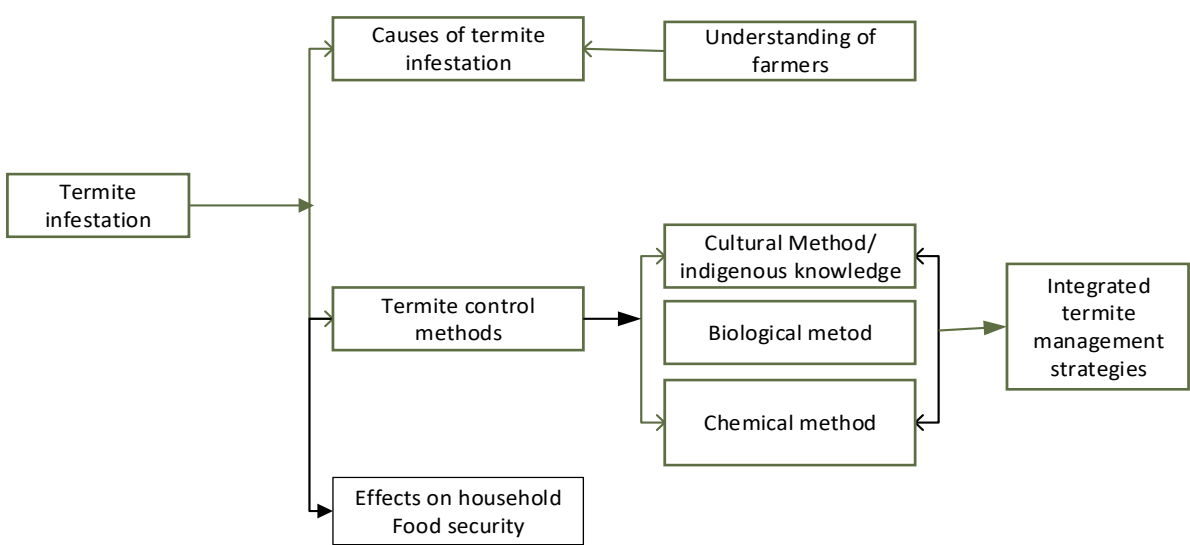 Causes of termite
infestation
Understanding of
farmers
Termite
infestation
Cultural Method/
indigenous knowledge
Termite control
methods
Biological metod
Integrated
termite
management
strategies
Chemical method
Effects on household
Food security